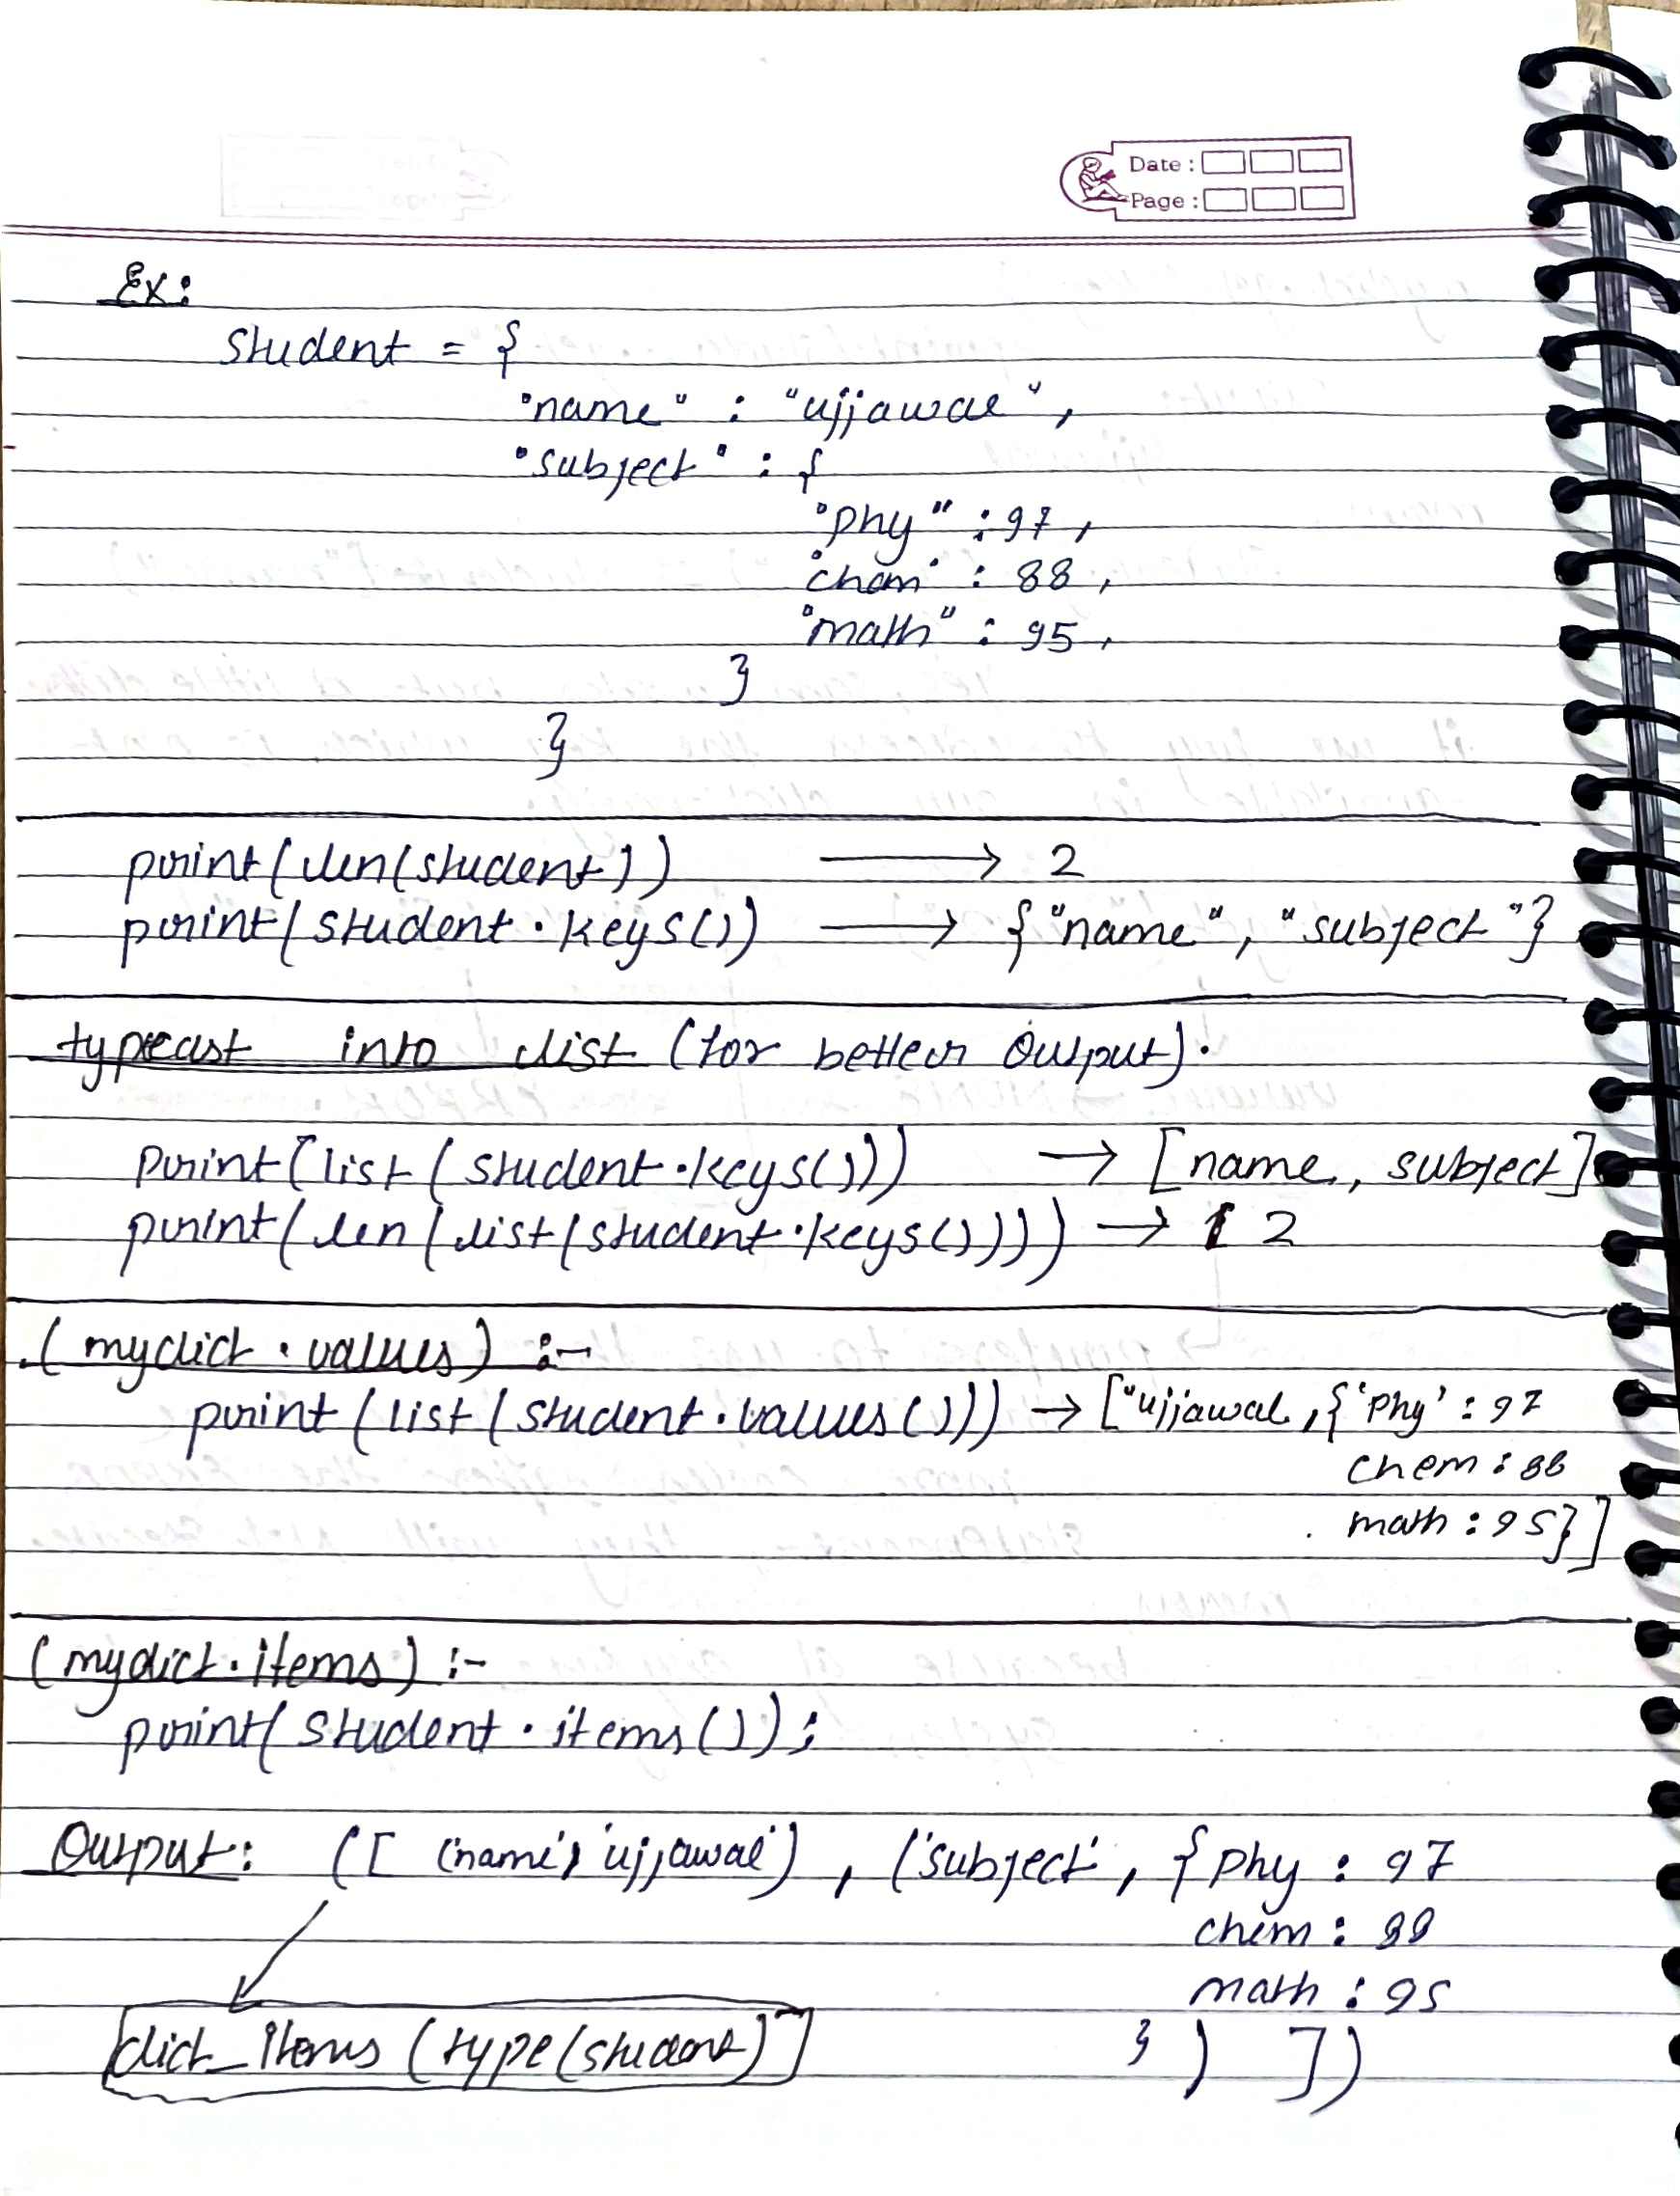 Date :
Page :
Ex:
student = {
"name" : "ujjawal",
"subject" : {
"phy" : 97,
"chem" : 88,
"math" : 95,
}
}
print(len(student)) → 2
print(student.keys()) → {"name", "subject"}
typecast into list (for better output).
print(list(student.keys())) → [name, subject]
print(len(list(student.keys()))) → 2
(mydict.values) :-
print(list(student.values())) → ["ujjawal, {'Phy' : 97
chem : 88
math : 95}]
(mydict.items) :-
print(student.items());
Output: ([ ('name', 'ujjawal'), ('subject', {phy : 97
chem : 88
math : 95
dict_items (type(student)] } ) ])